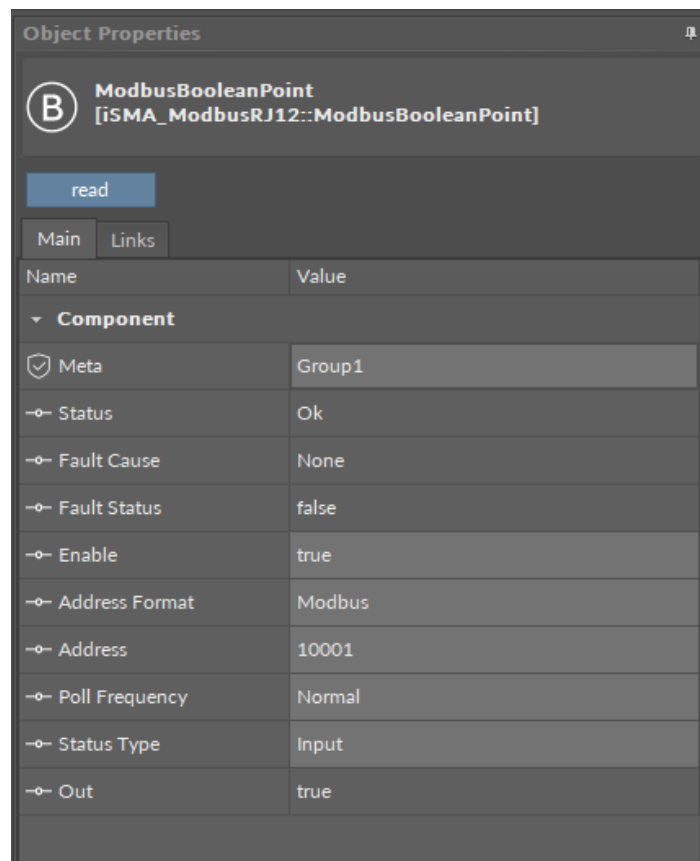 Object Properties
B
ModbusBooleanPoint
[iSMA_ModbusRJ12::ModbusBooleanPoint]
read
Main Links
Name Value
Component
Meta Group1
Status Ok
Fault Cause None
Fault Status false
Enable true
Address Format Modbus
Address 10001
Poll Frequency Normal
Status Type Input
Out true